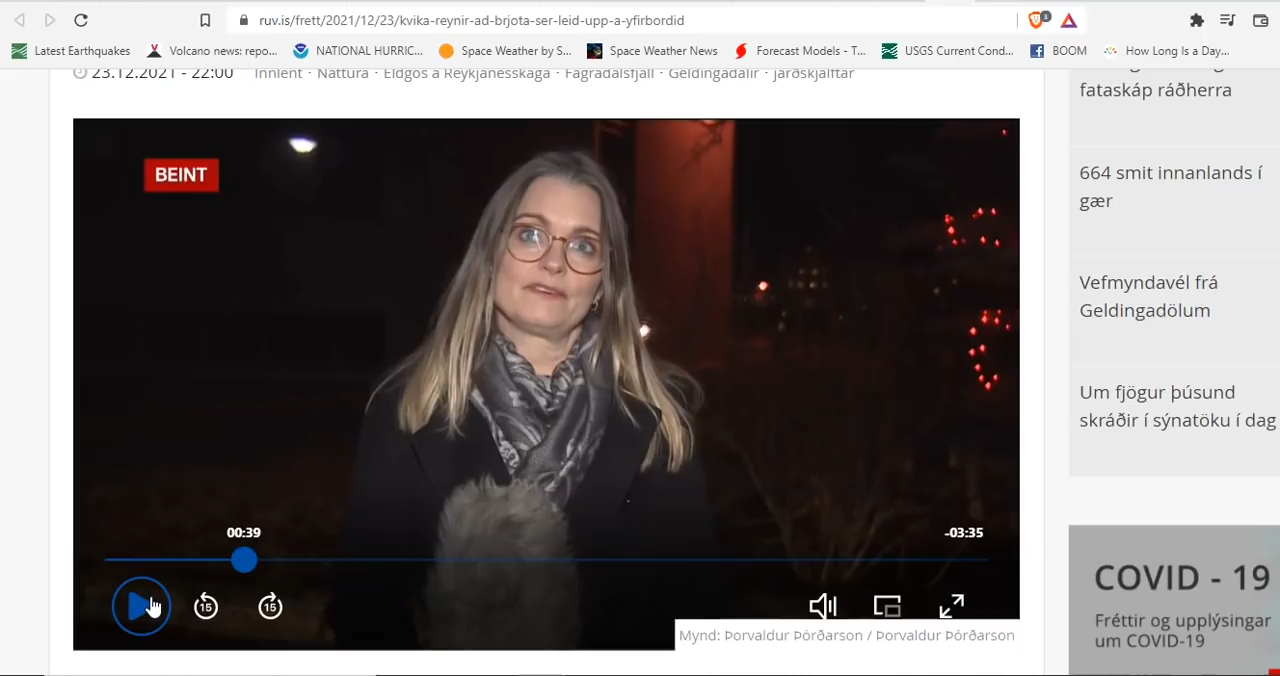 ruv.is/frett/2021/12/23/kvika-reynir-ad-brjota-ser-leid-upp-a-yfirbordid
3
Latest Earthquakes
Volcano news: repo...
NATIONAL HURRIC...
Space Weather by S...
Space Weather News
Forecast Models - T...
USGS Current Cond...
BOOM
How Long Is a Day...
23.12.2021 - 22:00
Innlent · Náttúra · Eldgos á Reykjanesskaga · Fagradalsfjall · Geldingadalir · jarðskjálftar
BEINT
00:39
-03:35
15
15
Mynd: Þorvaldur Þórðarson / Þorvaldur Þórðarson
fataskáp ráðherra
664 smit innanlands í
gær
Vefmyndavél frá
Geldingadölum
Um fjögur þúsund
skráðir í sýnatöku í dag
COVID - 19
Fréttir og upplýsingar
um COVID-19